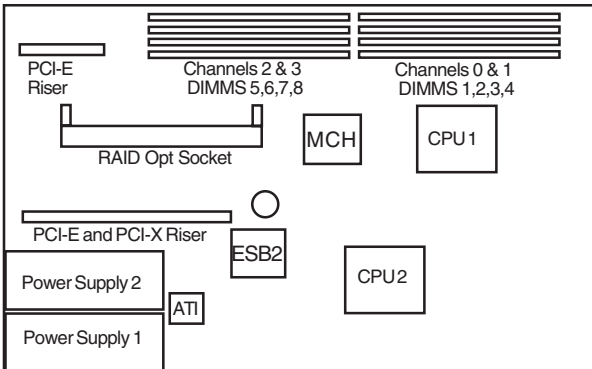 PCI-E
Riser
Channels 2 & 3
DIMMS 5,6,7,8
Channels 0 & 1
DIMMS 1,2,3,4
RAID Opt Socket
MCH
CPU1
PCI-E and PCI-X Riser
ESB2
CPU2
Power Supply 2
ATI
Power Supply 1